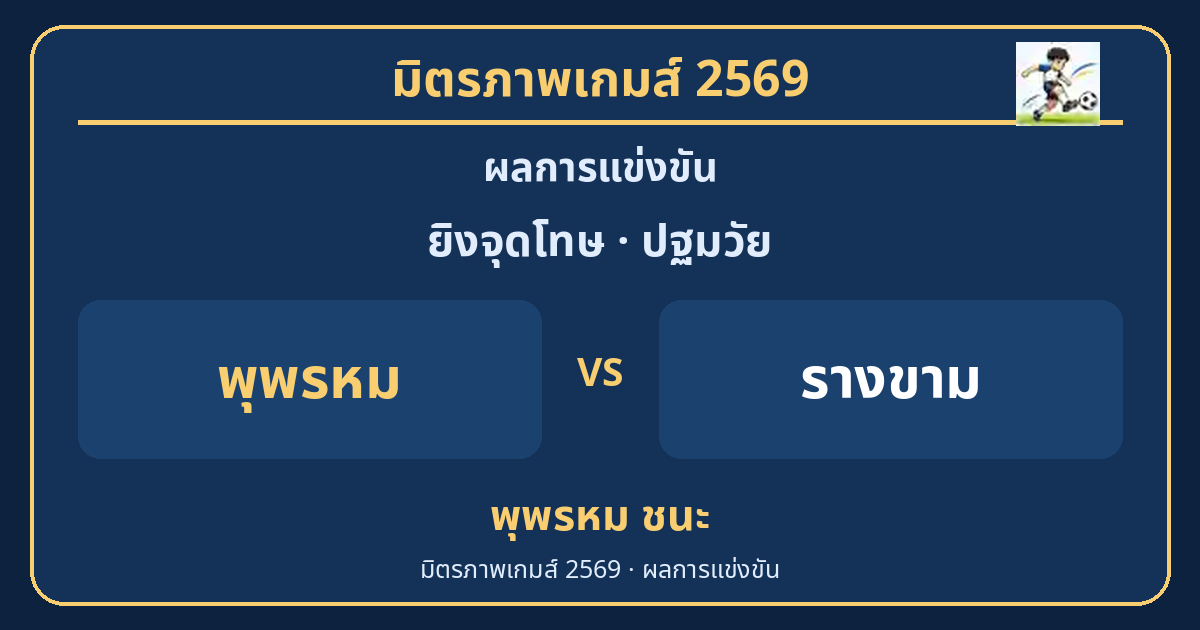 มิตรภาพเกมส์ 2569
ผลการแข่งขัน
ยิงจุดโทษ · ปฐมวัย
พุพรหม
VS
รางขาม
พุพรหม ชนะ
มิตรภาพเกมส์ 2569 · ผลการแข่งขัน